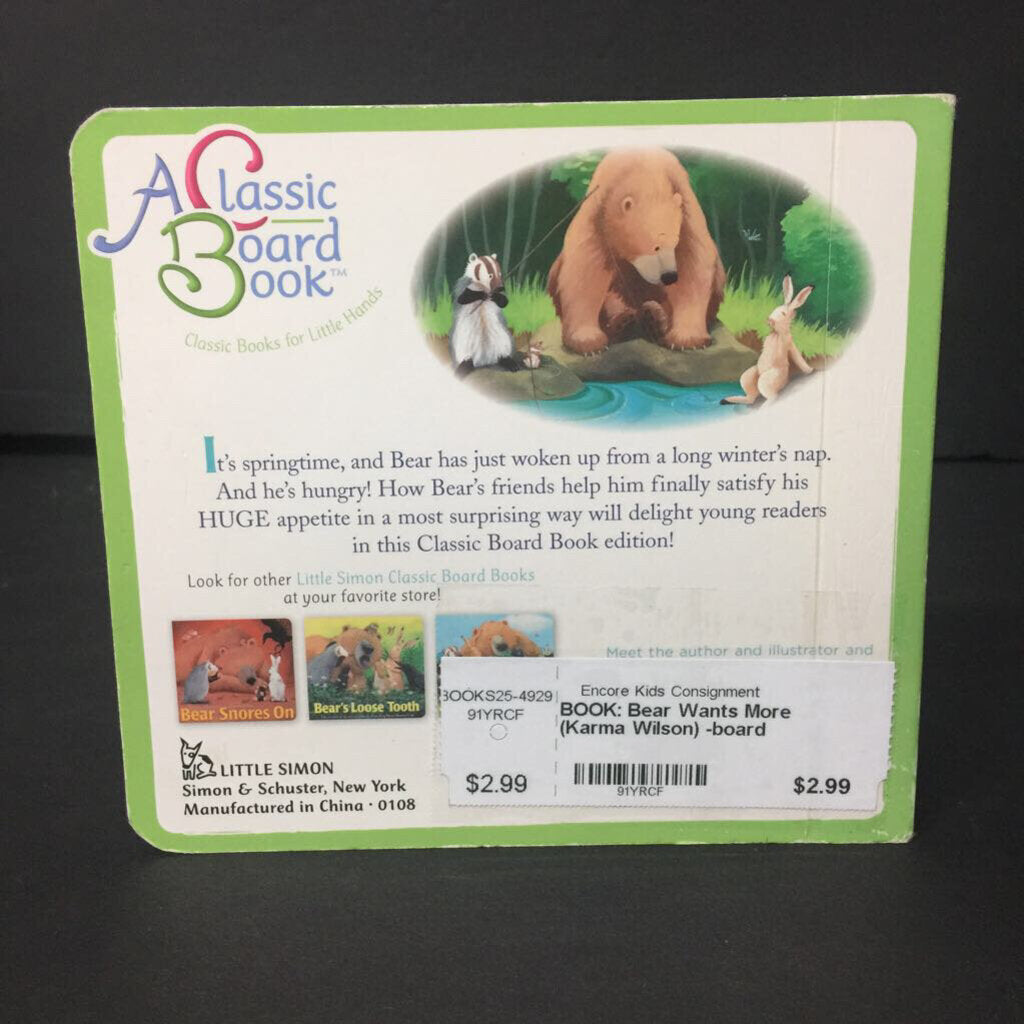 A Classic
Board
Book™
Classic Books for Little Hands
It's springtime, and Bear has just woken up from a long winter's nap.
And he's hungry! How Bear's friends help him finally satisfy his
HUGE appetite in a most surprising way will delight young readers
in this Classic Board Book edition!
Look for other Little Simon Classic Board Books
at your favorite store!
Bear Snores On
Bear's Loose Tooth
Meet the author and illustrator and
LITTLE SIMON
Simon & Schuster, New York
Manufactured in China · 0108
BOOKS25-4929
91YRCF
$2.99
Encore Kids Consignment
BOOK: Bear Wants More
(Karma Wilson) -board
91YRCF
$2.99